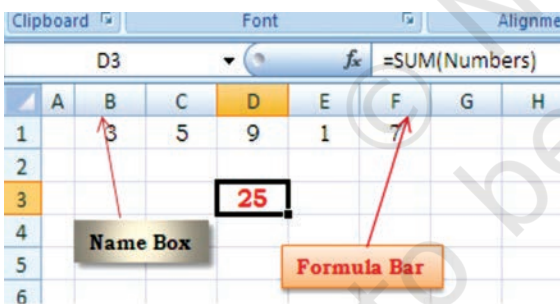 Clipboard Font Alignme
D3 fx =SUM(Numbers)
A B C D E F G H
1 3 5 9 1 7
2
3 25
4
Name Box
5 Formula Bar
6